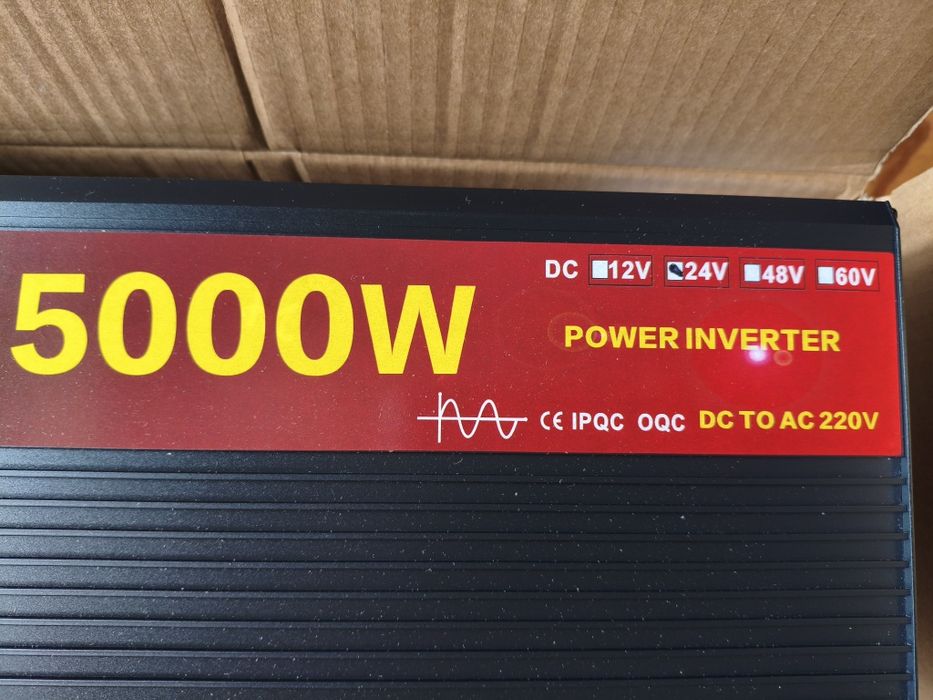 5000W
DC 12V 24V 48V 60V
POWER INVERTER
CE IPQC OQC DC TO AC 220V